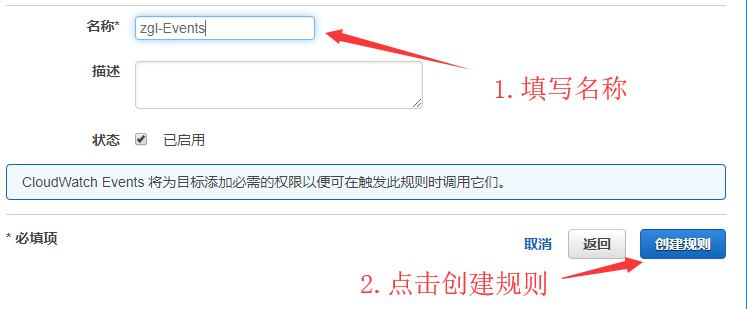 名称* zgl-Events
1.填写名称
描述
状态 已启用
CloudWatch Events 将为目标添加必需的权限以便可在触发此规则时调用它们。
* 必填项 取消 返回 创建规则
2.点击创建规则